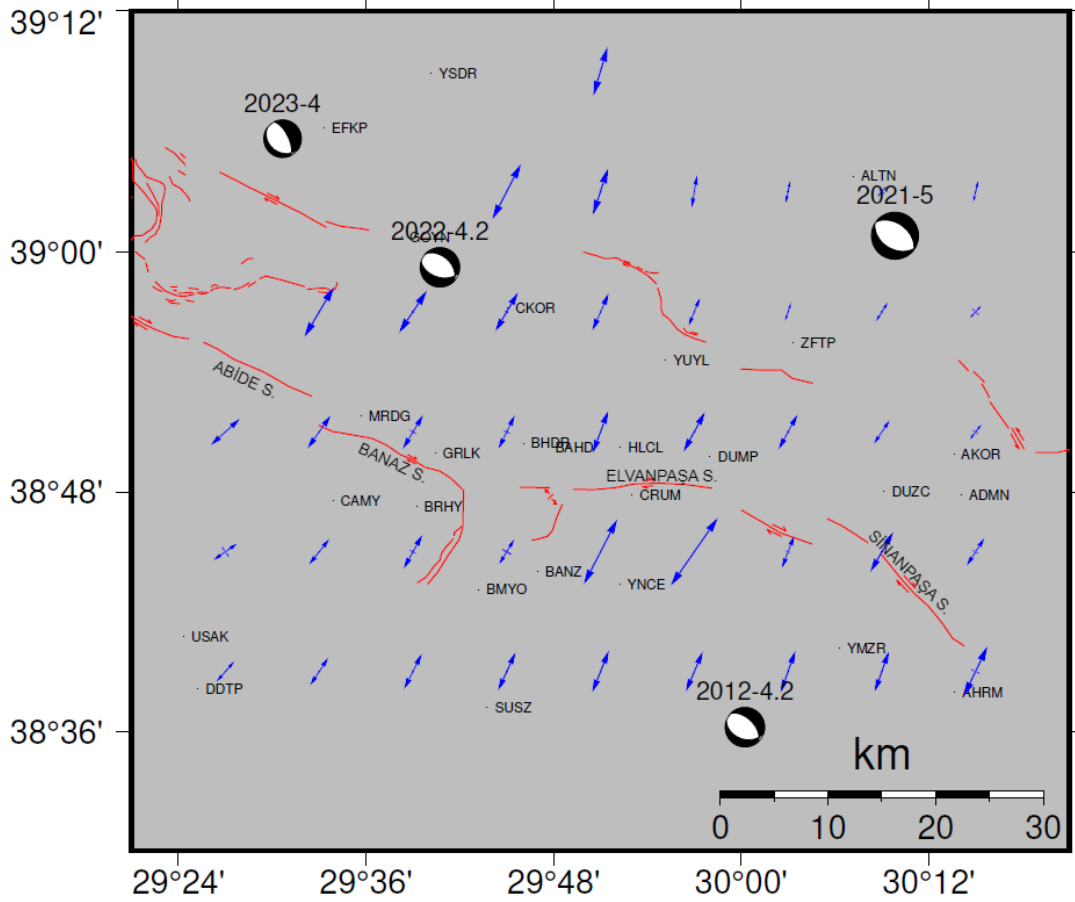 39°12'
YSDR
2023-4
EFKP
ALTN
2021-5
2022-4.2
GOYN
39°00'
CKOR
ZFTP
YUYL
ABİDE S.
MRDG
BHDR
BAHD
HLCL
BANAZ S.
GRLK
DUMP
AKOR
ELVANPAŞA S.
38°48'
CAMY
BRHY
CRUM
DUZC
ADMN
SİNANPAŞA S.
BANZ
BMYO
YNCE
USAK
YMZR
DDTP
2012-4.2
AHRM
SUSZ
38°36'
km
0 10 20 30
29°24' 29°36' 29°48' 30°00' 30°12'